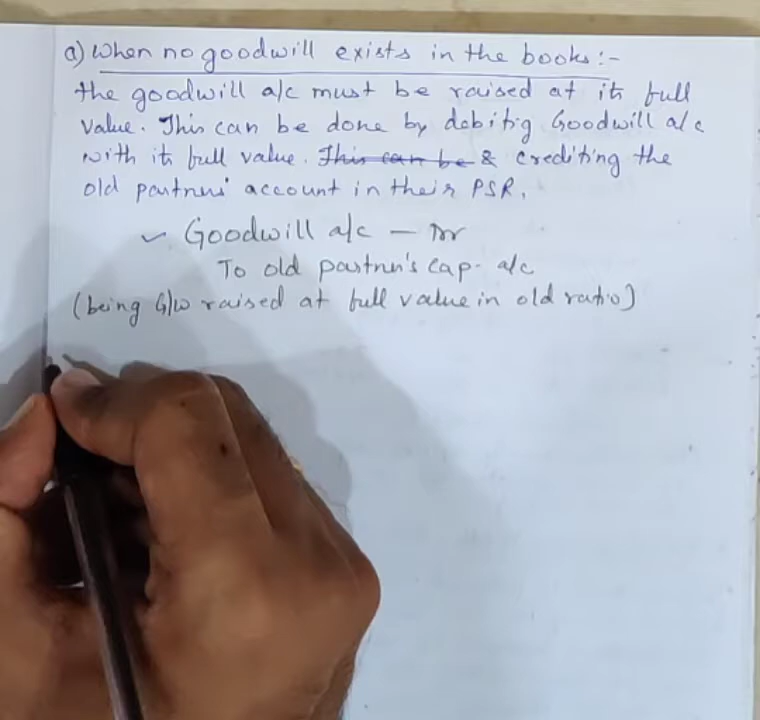 a) When no goodwill exists in the books:-
the goodwill a/c must be raised at its full
value. This can be done by debitig Goodwill a/c
with its full value. This can be & crediting the
old partners' account in their PSR.
✓ Goodwill a/c — Dr
To old partner's Cap. a/c
(being G/W raised at full value in old ratio)